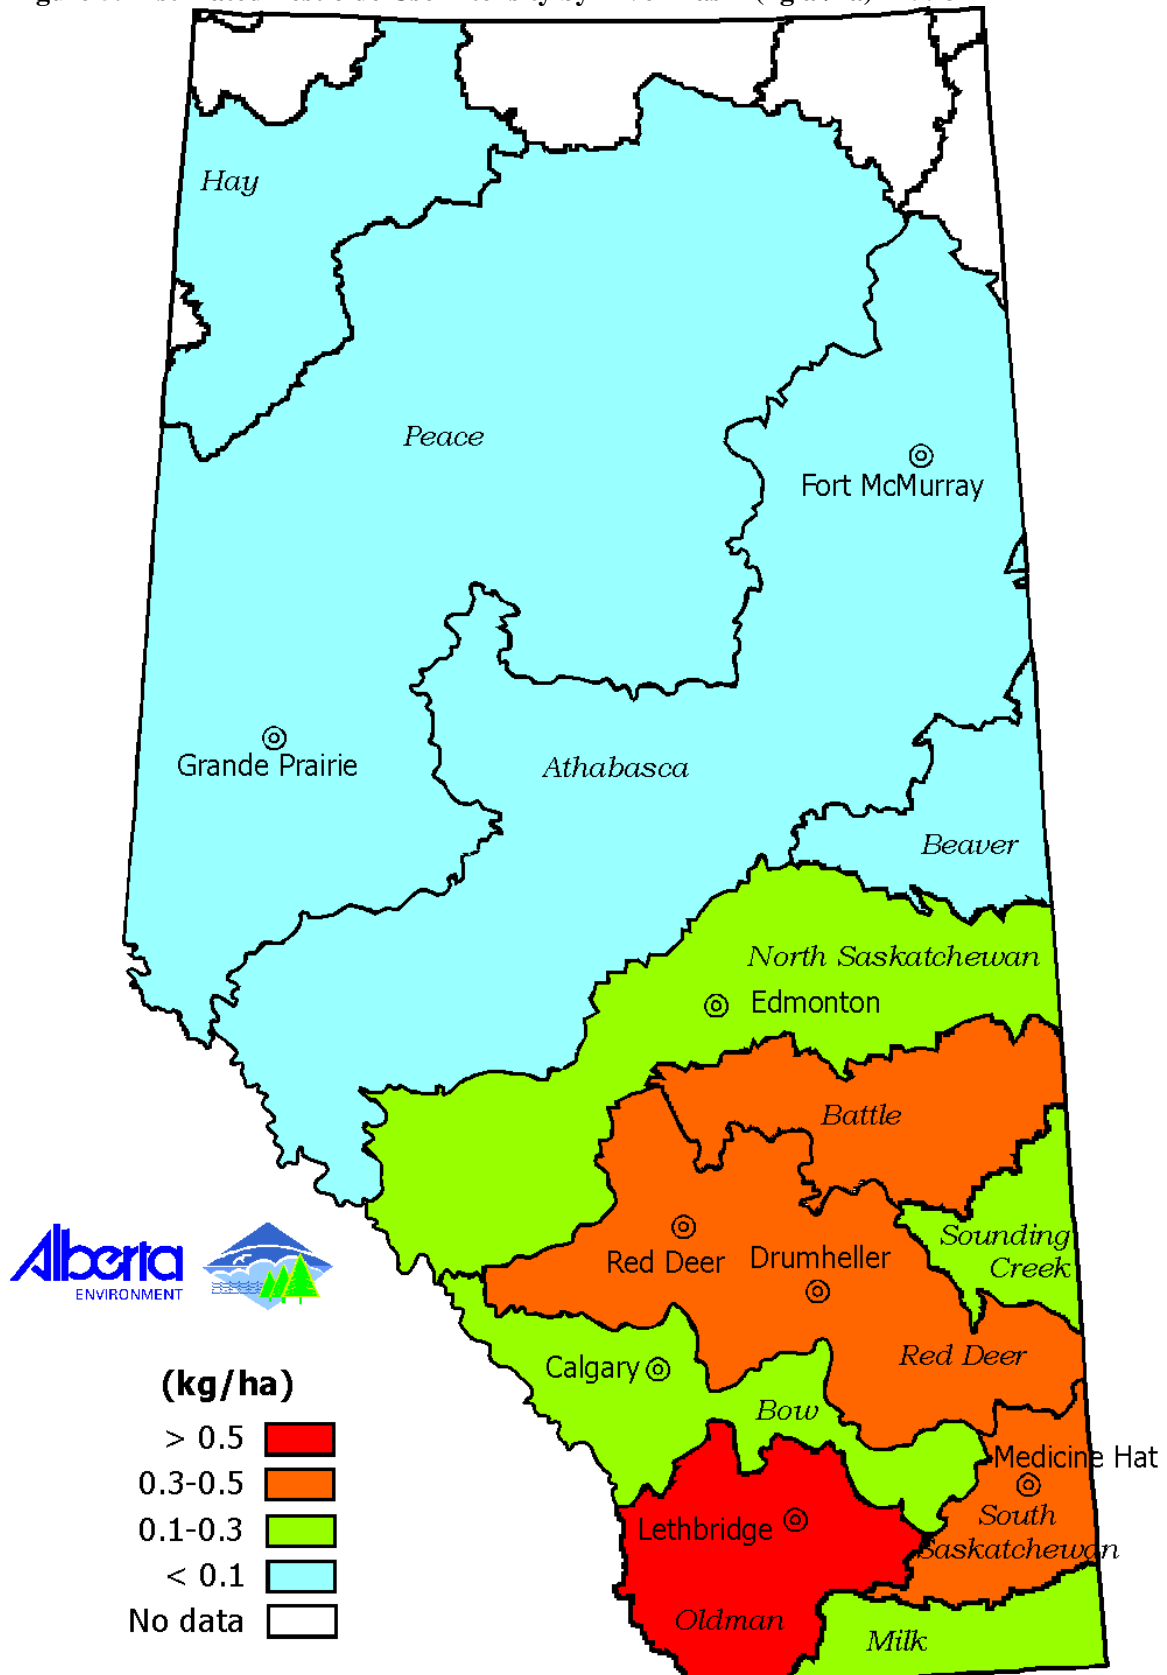 Hay
Peace
Fort McMurray
Grande Prairie
Athabasca
Beaver
North Saskatchewan
Edmonton
Battle
Alberta
ENVIRONMENT
Sounding
Creek
Red Deer
Drumheller
Red Deer
Calgary
Bow
(kg/ha)
> 0.5
0.3-0.5
0.1-0.3
< 0.1
No data
Medicine Hat
South
Saskatchewan
Lethbridge
Oldman
Milk